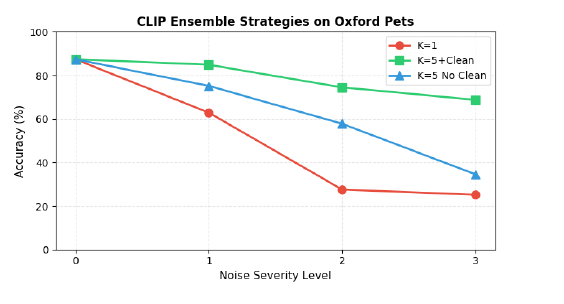 CLIP Ensemble Strategies on Oxford Pets
Accuracy (%)
100
80
60
40
20
0
K=1
K=5+Clean
K=5 No Clean
0 1 2 3
Noise Severity Level